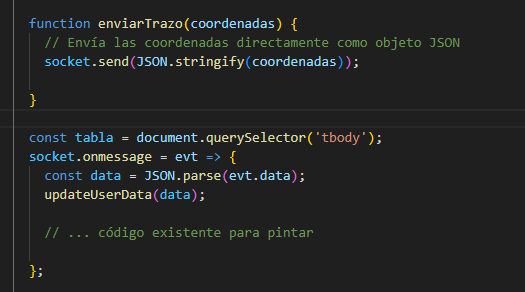 function enviarTrazo(coordenadas) {
// Envía las coordenadas directamente como objeto JSON
socket.send(JSON.stringify(coordenadas));
}
const tabla = document.querySelector('tbody');
socket.onmessage = evt => {
const data = JSON.parse(evt.data);
updateUserData(data);
// ... código existente para pintar
};